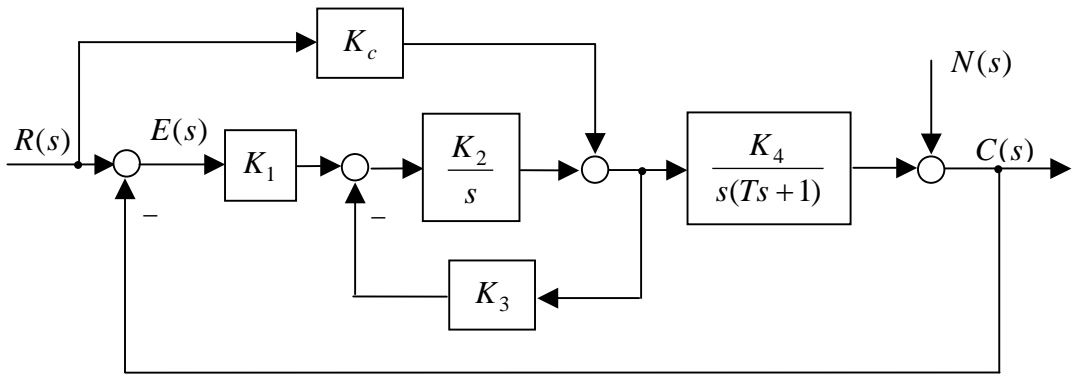 K_c
N(s)
R(s)
E(s)
K_1
K_2
s
K_4
s(Ts+1)
C(s)
−
−
K_3